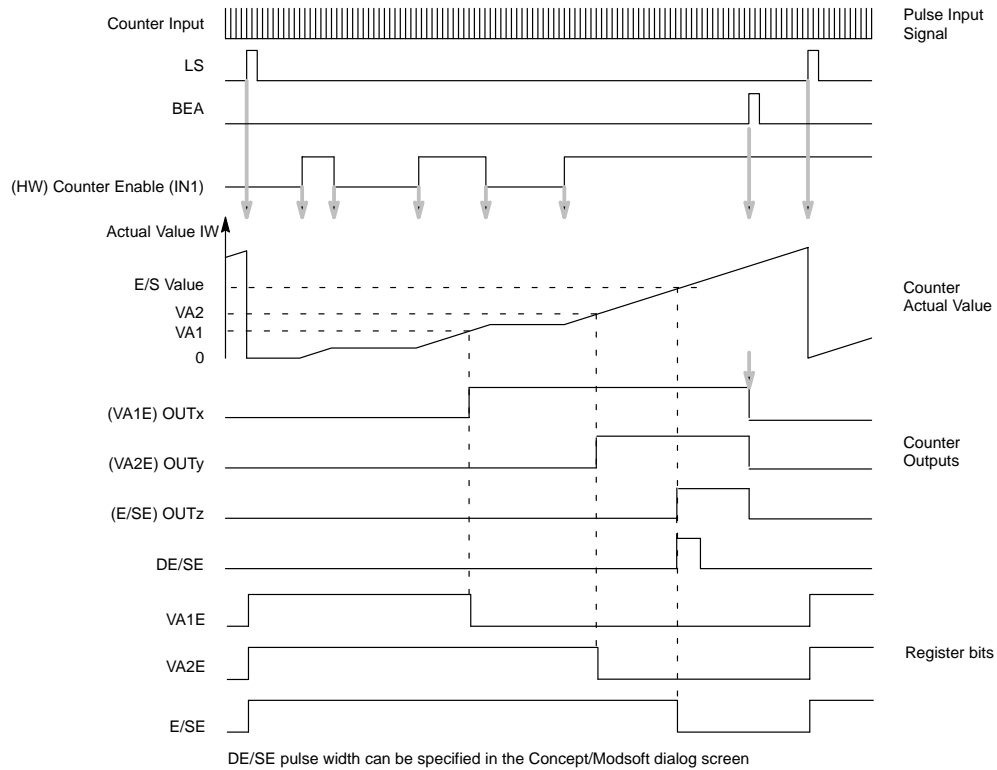 Counter Input
Pulse Input
Signal
LS
BEA
(HW) Counter Enable (IN1)
Actual Value IW
E/S Value
VA2
VA1
0
Counter
Actual Value
(VA1E) OUTx
(VA2E) OUTy
Counter
Outputs
(E/SE) OUTz
DE/SE
VA1E
VA2E
Register bits
E/SE
DE/SE pulse width can be specified in the Concept/Modsoft dialog screen